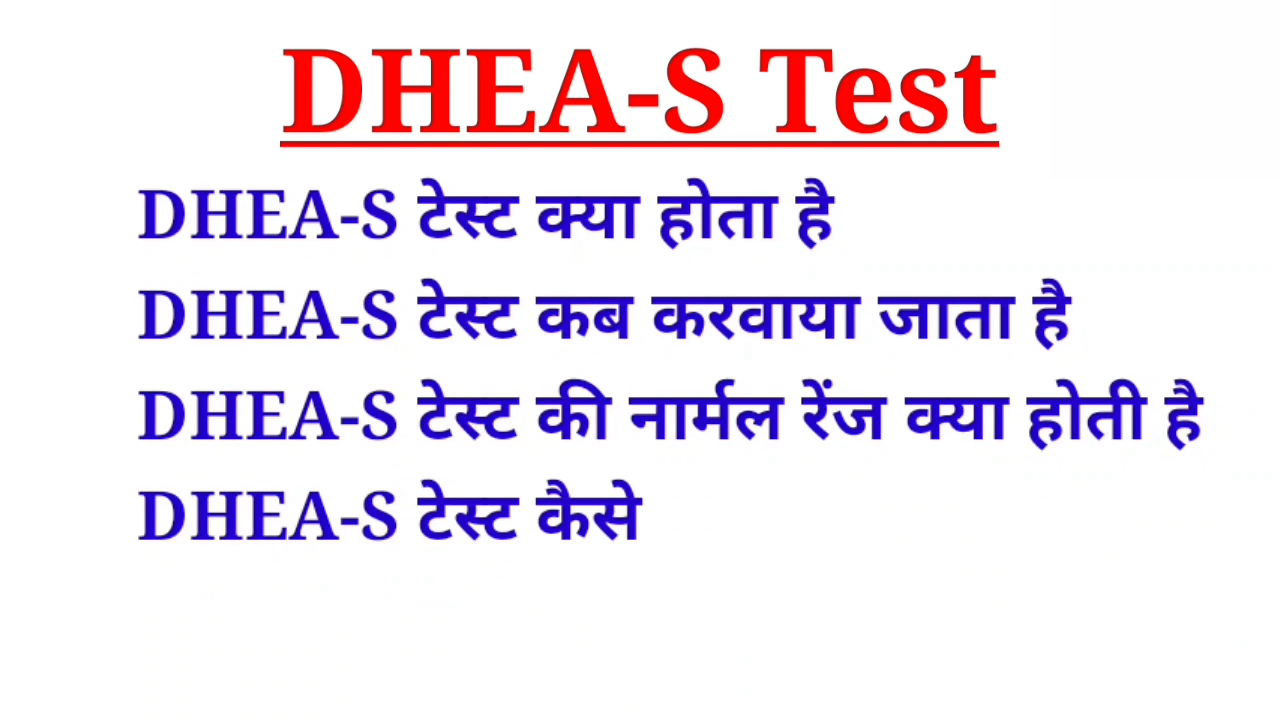 DHEA-S Test
DHEA-S टेस्ट क्या होता है
DHEA-S टेस्ट कब करवाया जाता है
DHEA-S टेस्ट की नार्मल रेंज क्या होती है
DHEA-S टेस्ट कैसे